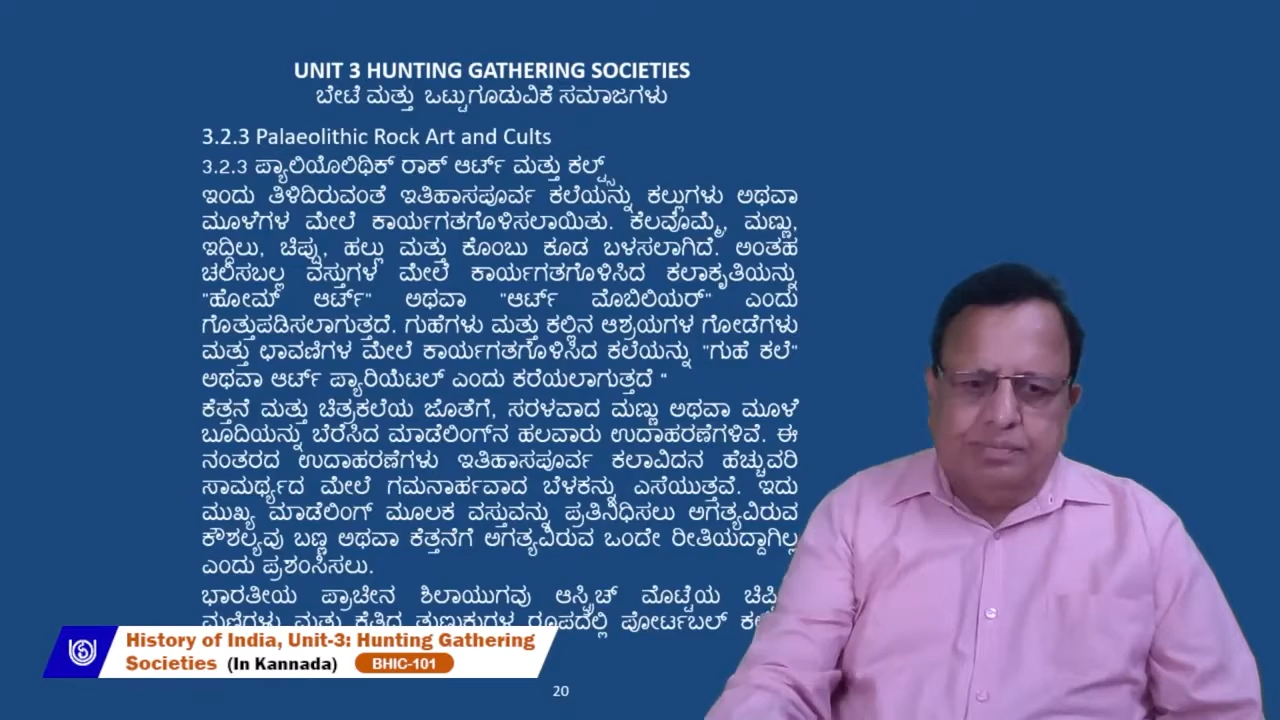 UNIT 3 HUNTING GATHERING SOCIETIES
ಬೇಟೆ ಮತ್ತು ಒಟ್ಟುಗೂಡುವಿಕೆ ಸಮಾಜಗಳು
3.2.3 Palaeolithic Rock Art and Cults
3.2.3 ಪ್ಯಾಲಿಯೊಲಿಥಿಕ್ ರಾಕ್ ಆರ್ಟ್ ಮತ್ತು ಕಲ್ಟ್ಸ್
ಇಂದು ತಿಳಿದಿರುವಂತೆ ಇತಿಹಾಸಪೂರ್ವ ಕಲೆಯನ್ನು ಕಲ್ಲುಗಳು ಅಥವಾ
ಮೂಳೆಗಳ ಮೇಲೆ ಕಾರ್ಯಗತಗೊಳಿಸಲಾಯಿತು. ಕೆಲವೊಮ್ಮೆ, ಮಣ್ಣು,
ಇದ್ದಿಲು, ಚಿಪ್ಪು, ಹಲ್ಲು ಮತ್ತು ಕೊಂಬು ಕೂಡ ಬಳಸಲಾಗಿದೆ. ಅಂತಹ
ಚಲಿಸಬಲ್ಲ ವಸ್ತುಗಳ ಮೇಲೆ ಕಾರ್ಯಗತಗೊಳಿಸಿದ ಕಲಾಕೃತಿಯನ್ನು
"ಹೋಮ್ ಆರ್ಟ್" ಅಥವಾ "ಆರ್ಟ್ ಮೊಬಿಲಿಯರ್" ಎಂದು
ಗೊತ್ತುಪಡಿಸಲಾಗುತ್ತದೆ. ಗುಹೆಗಳು ಮತ್ತು ಕಲ್ಲಿನ ಆಶ್ರಯಗಳ ಗೋಡೆಗಳು
ಮತ್ತು ಛಾವಣಿಗಳ ಮೇಲೆ ಕಾರ್ಯಗತಗೊಳಿಸಿದ ಕಲೆಯನ್ನು "ಗುಹೆ ಕಲೆ"
ಅಥವಾ ಆರ್ಟ್ ಪ್ಯಾರಿಯೆಟಲ್ ಎಂದು ಕರೆಯಲಾಗುತ್ತದೆ "
ಕೆತ್ತನೆ ಮತ್ತು ಚಿತ್ರಕಲೆಯ ಜೊತೆಗೆ, ಸರಳವಾದ ಮಣ್ಣು ಅಥವಾ ಮೂಳೆ
ಬೂದಿಯನ್ನು ಬೆರೆಸಿದ ಮಾಡೆಲಿಂಗ್‌ನ ಹಲವಾರು ಉದಾಹರಣೆಗಳಿವೆ. ಈ
ನಂತರದ ಉದಾಹರಣೆಗಳು ಇತಿಹಾಸಪೂರ್ವ ಕಲಾವಿದನ ಹೆಚ್ಚುವರಿ
ಸಾಮರ್ಥ್ಯದ ಮೇಲೆ ಗಮನಾರ್ಹವಾದ ಬೆಳಕನ್ನು ಎಸೆಯುತ್ತವೆ. ಇದು
ಮುಖ್ಯ ಮಾಡೆಲಿಂಗ್ ಮೂಲಕ ವಸ್ತುವನ್ನು ಪ್ರತಿನಿಧಿಸಲು ಅಗತ್ಯವಿರುವ
ಕೌಶಲ್ಯವು ಬಣ್ಣ ಅಥವಾ ಕೆತ್ತನೆಗೆ ಅಗತ್ಯವಿರುವ ಒಂದೇ ರೀತಿಯದ್ದಾಗಿಲ್ಲ
ಎಂದು ಪ್ರಶಂಸಿಸಲು.
ಭಾರತೀಯ ಪ್ರಾಚೀನ ಶಿಲಾಯುಗವು ಆಸ್ಟ್ರಿಚ್ ಮೊಟ್ಟೆಯ
ಮಣಿಗಳು ಮತ್ತು ಕೆತ್ತಿದ ತುಣುಕುಗಳ ರೂಪದಲ್ಲಿ ಪೋರ್ಟಬಲ್
History of India, Unit-3: Hunting Gathering
Societies (In Kannada) BHIC-101
20